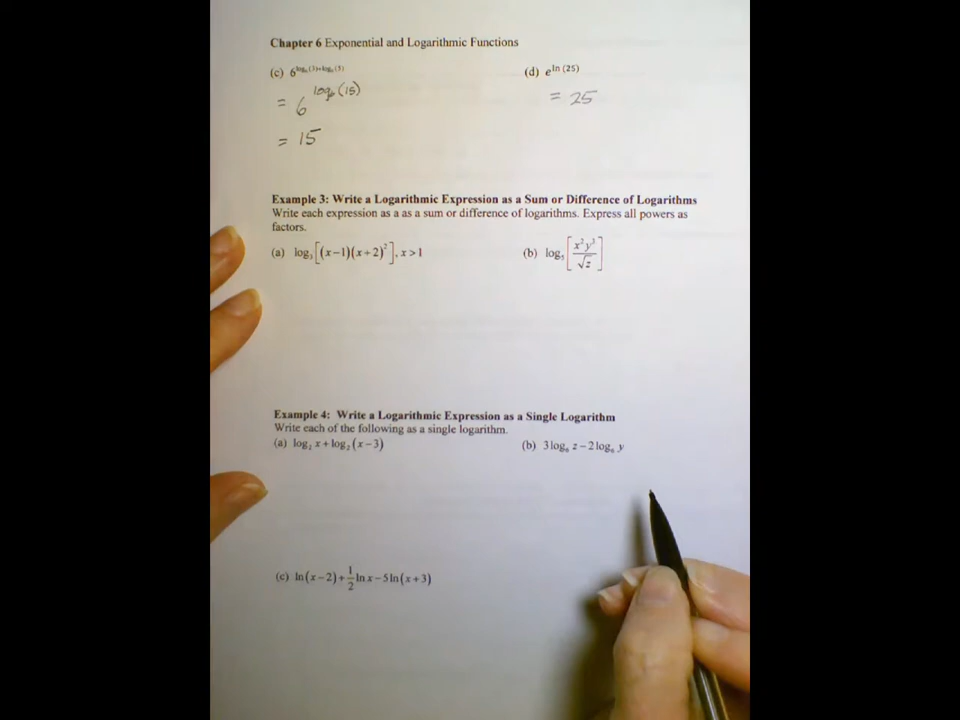 Chapter 6 Exponential and Logarithmic Functions
(c) 6^{log₆(3)+log₆(5)}
(d) e^{ln(25)}
= 6^{log₆(15)}
= 25
= 15
Example 3: Write a Logarithmic Expression as a Sum or Difference of Logarithms
Write each expression as a as a sum or difference of logarithms. Express all powers as
factors.
(a) log₃[(x−1)(x+2)²], x > 1
(b) log₅[x²y³/√z]
Example 4: Write a Logarithmic Expression as a Single Logarithm
Write each of the following as a single logarithm.
(a) log₂ x + log₂(x−3)
(b) 3log₆ z − 2log₆ y
(c) ln(x−2) + 1/2 ln x − 5ln(x+3)